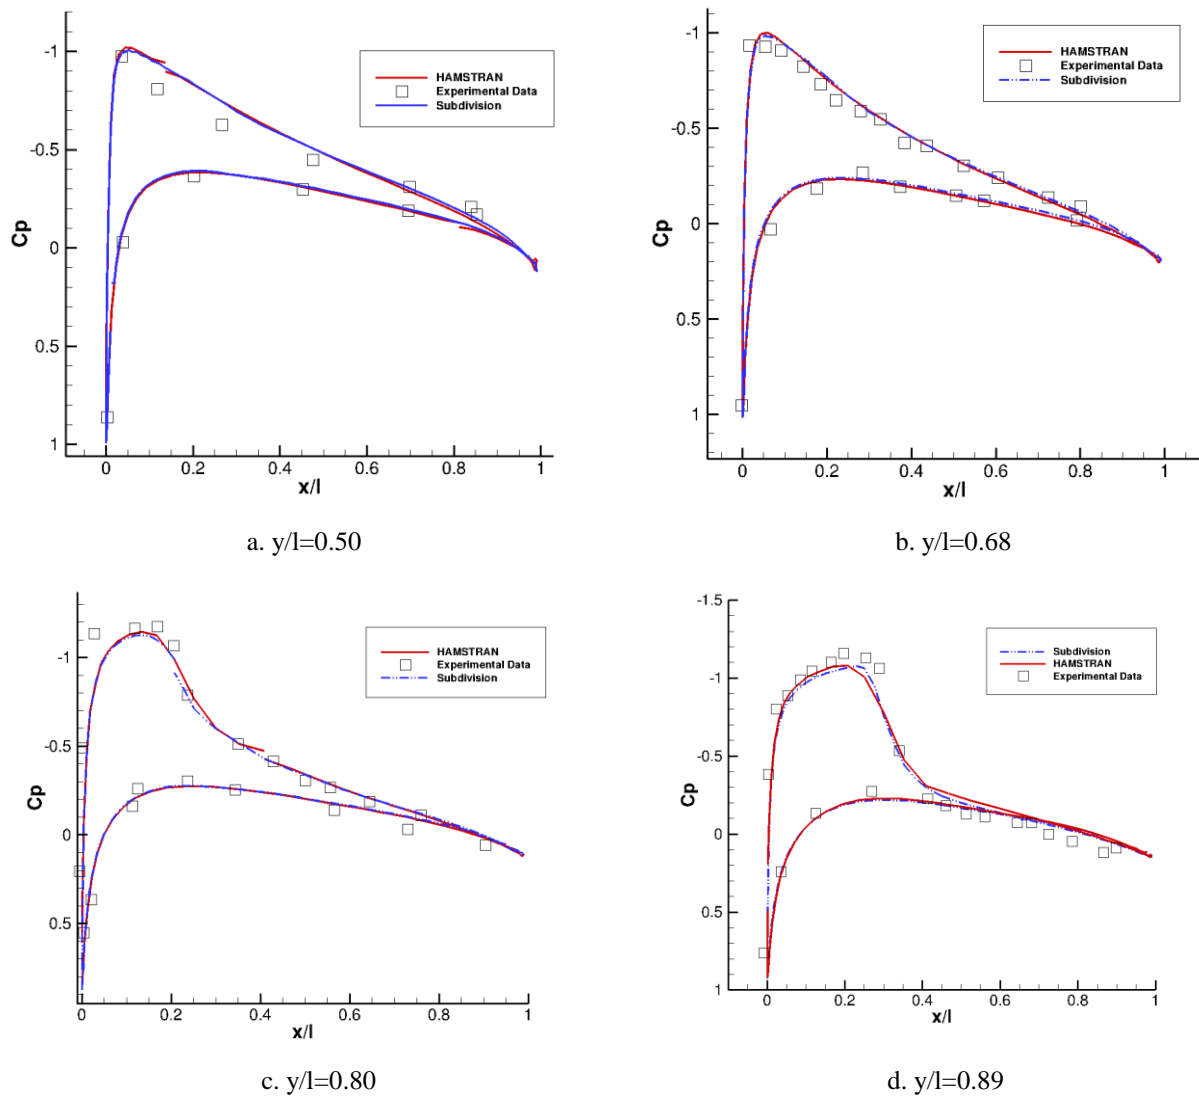 -1
-0.5
0
0.5
1
Cp
0 0.2 0.4 0.6 0.8 1
x/l
HAMSTRAN
Experimental Data
Subdivision
a. y/l=0.50
-1
-0.5
0
0.5
1
Cp
0 0.2 0.4 0.6 0.8 1
x/l
HAMSTRAN
Experimental Data
Subdivision
b. y/l=0.68
-1
-0.5
0
0.5
Cp
0 0.2 0.4 0.6 0.8 1
x/l
HAMSTRAN
Experimental Data
Subdivision
c. y/l=0.80
-1.5
-1
-0.5
0
0.5
1
Cp
0 0.2 0.4 0.6 0.8 1
x/l
Subdivision
HAMSTRAN
Experimental Data
d. y/l=0.89